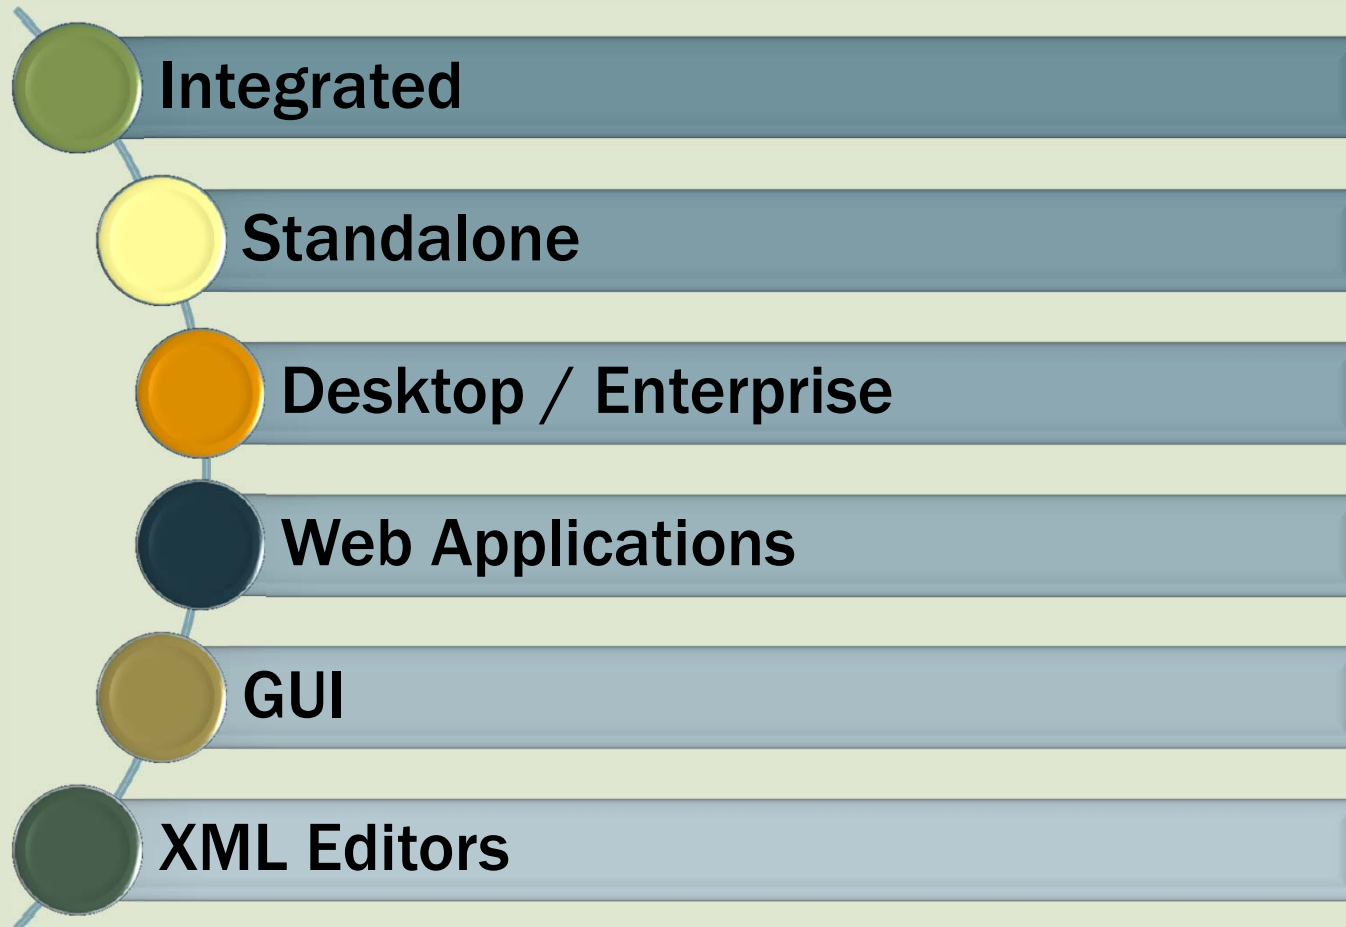 Integrated
Standalone
Desktop / Enterprise
Web Applications
GUI
XML Editors